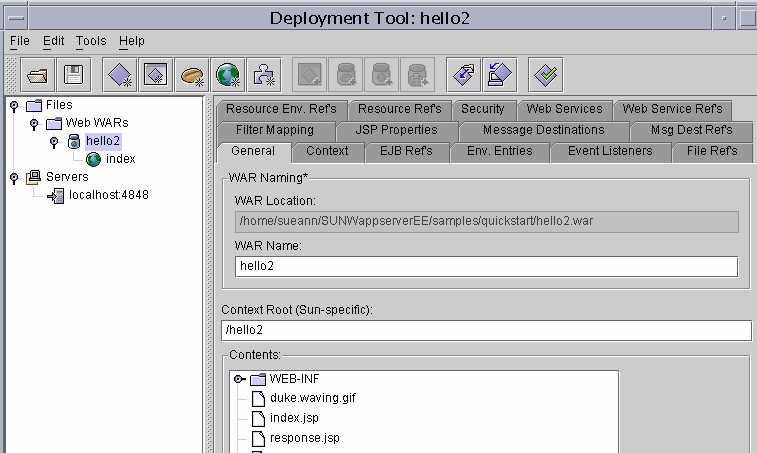 Deployment Tool: hello2
File Edit Tools Help
Files
Web WARs
hello2
index
Servers
localhost:4848
Resource Env. Ref's Resource Ref's Security Web Services Web Service Ref's
Filter Mapping JSP Properties Message Destinations Msg Dest Ref's
General Context EJB Ref's Env. Entries Event Listeners File Ref's
WAR Naming*
WAR Location:
/home/sueann/SUNWappserverEE/samples/quickstart/hello2.war
WAR Name:
hello2
Context Root (Sun-specific):
/hello2
Contents:
WEB-INF
duke.waving.gif
index.jsp
response.jsp